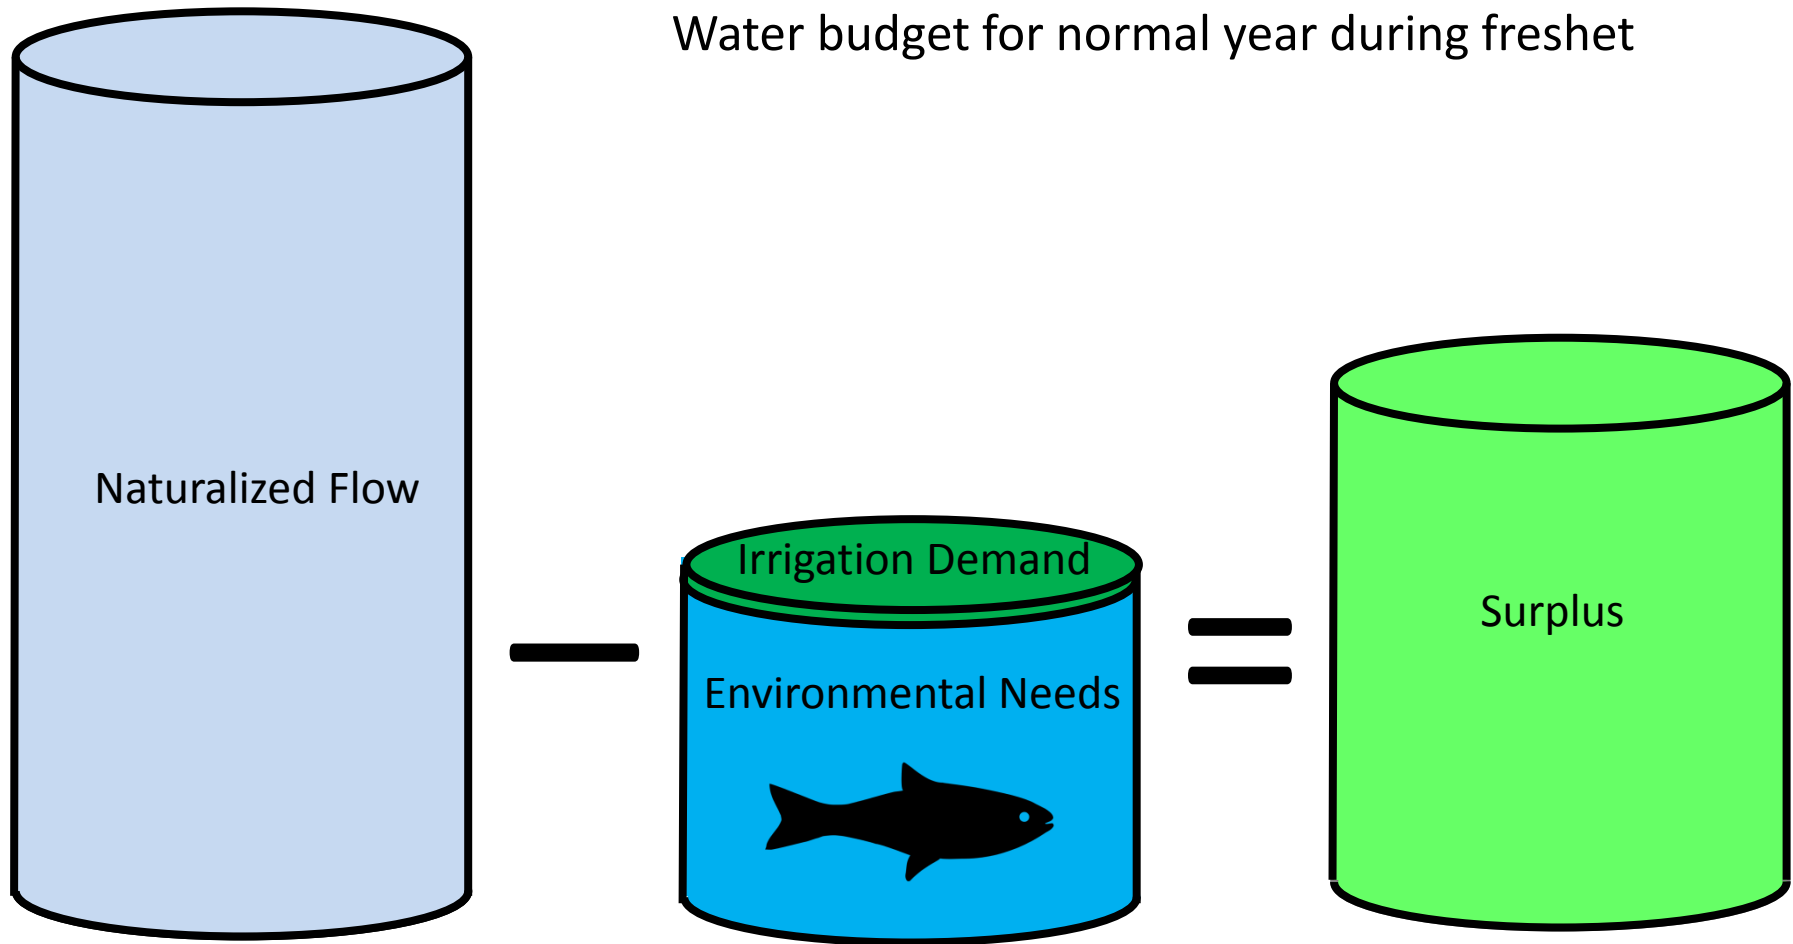 Water budget for normal year during freshet
Naturalized Flow
Irrigation Demand
Environmental Needs
Surplus